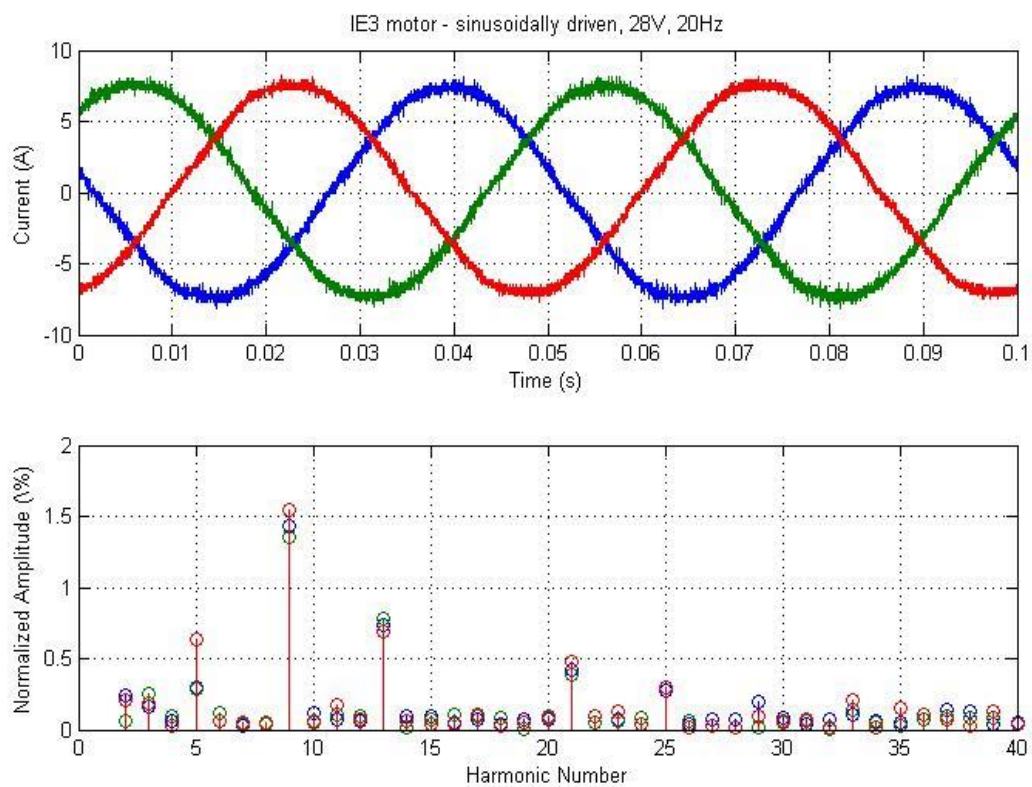 IE3 motor - sinusoidally driven, 28V, 20Hz
10
5
0
-5
-10
Current (A)
0 0.01 0.02 0.03 0.04 0.05 0.06 0.07 0.08 0.09 0.1
Time (s)
2
1.5
1
0.5
0
Normalized Amplitude (\%)
0 5 10 15 20 25 30 35 40
Harmonic Number